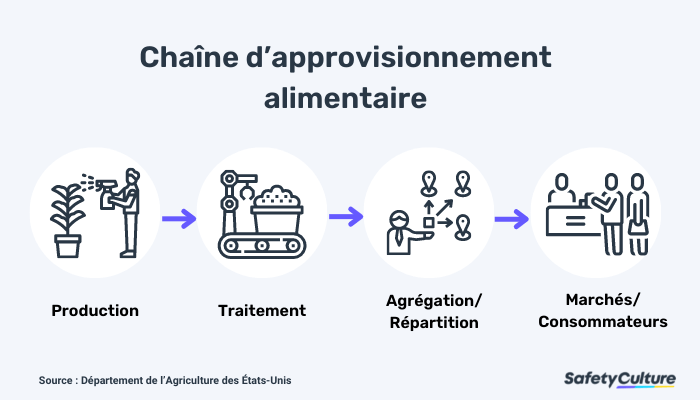 Chaîne d’approvisionnement
alimentaire
Production
Traitement
Agrégation/
Répartition
Marchés/
Consommateurs
Source : Département de l’Agriculture des États-Unis
SafetyCulture